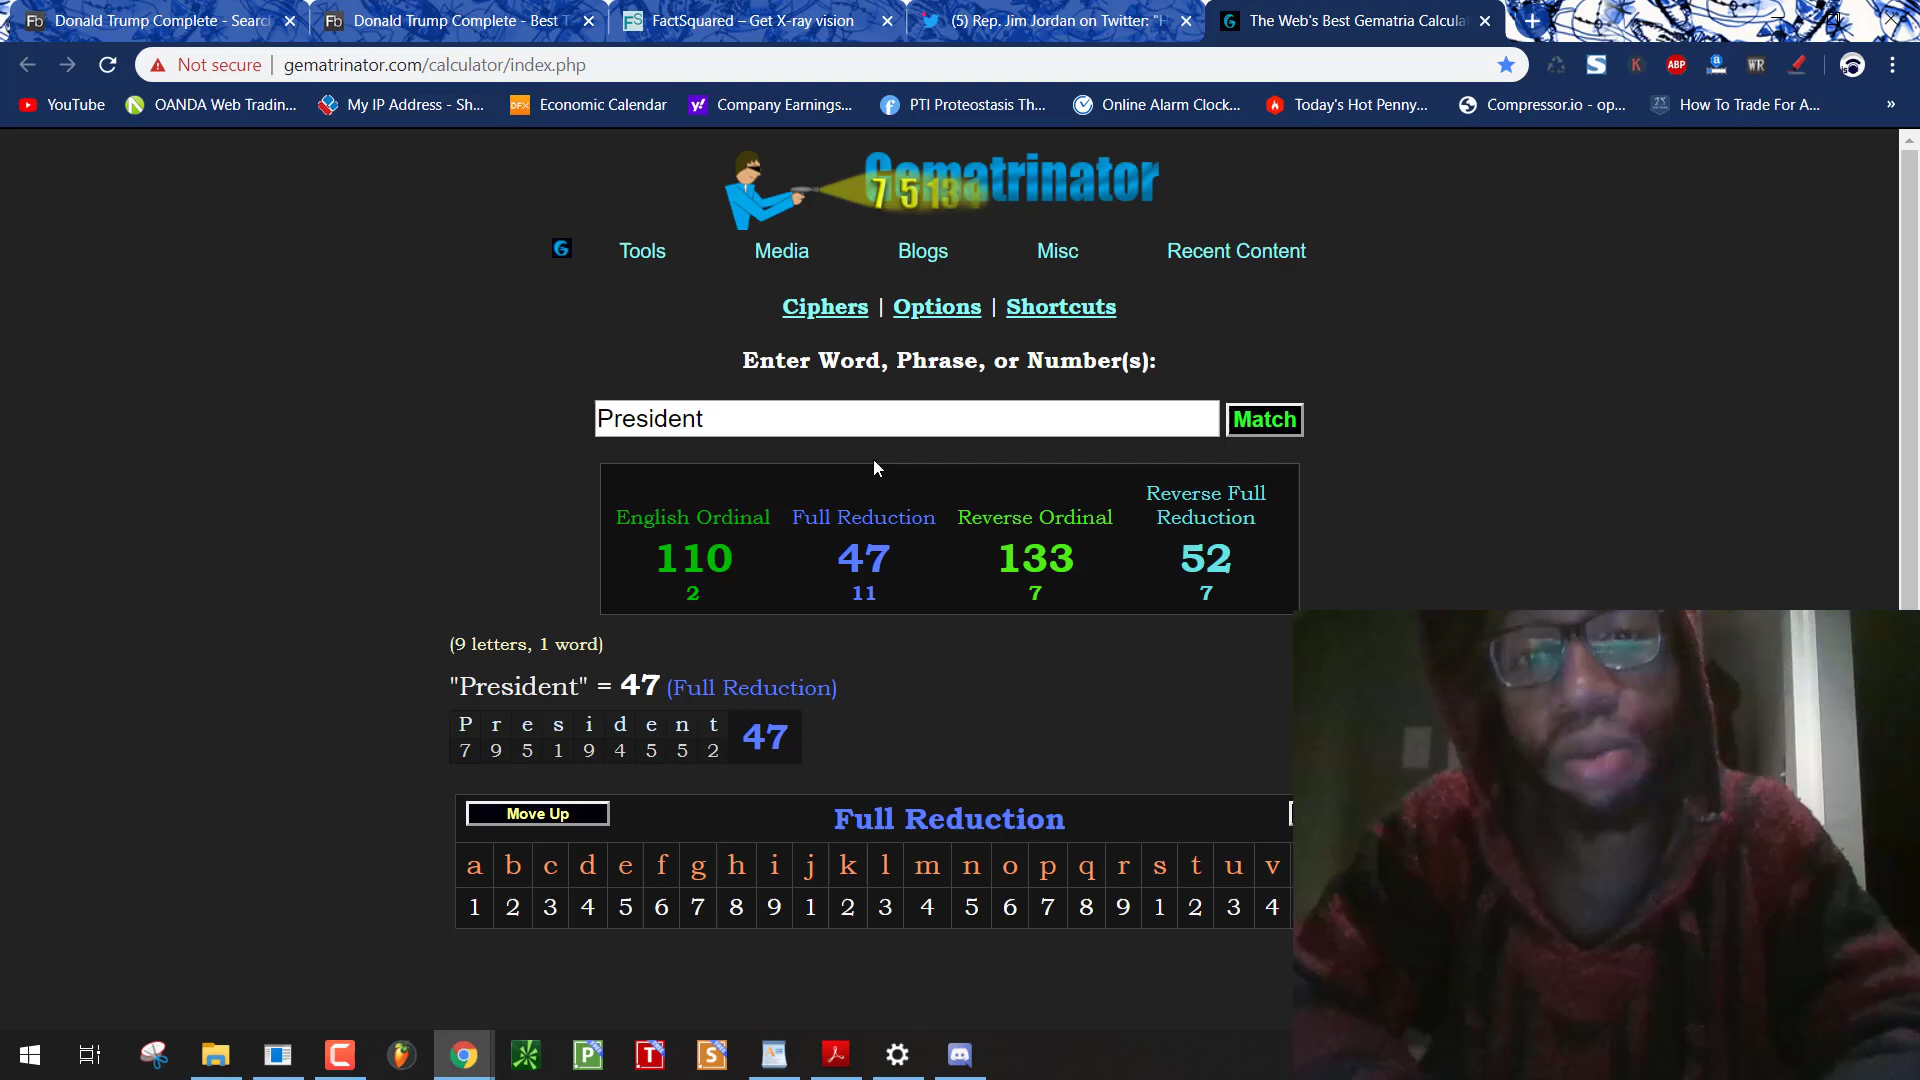 Donald Trump Complete - Searc
Donald Trump Complete - Best T
FactSquared – Get X-ray vision
(5) Rep. Jim Jordan on Twitter: "H
The Web's Best Gematria Calcula
Not secure
gematrinator.com/calculator/index.php
YouTube
OANDA Web Tradin...
My IP Address - Sh...
Economic Calendar
Company Earnings...
PTI Proteostasis Th...
Online Alarm Clock...
Today's Hot Penny...
Compressor.io - op...
How To Trade For A...
»
Gematrinator
7 5 13
Tools
Media
Blogs
Misc
Recent Content
Ciphers | Options | Shortcuts
Enter Word, Phrase, or Number(s):
President
Match
English Ordinal
Full Reduction
Reverse Ordinal
Reverse Full Reduction
110
47
133
52
2
11
7
7
(9 letters, 1 word)
"President" = 47 (Full Reduction)
P r e s i d e n t
7 9 5 1 9 4 5 5 2
47
Move Up
Full Reduction
a b c d e f g h i j k l m n o p q r s t u v
1 2 3 4 5 6 7 8 9 1 2 3 4 5 6 7 8 9 1 2 3 4